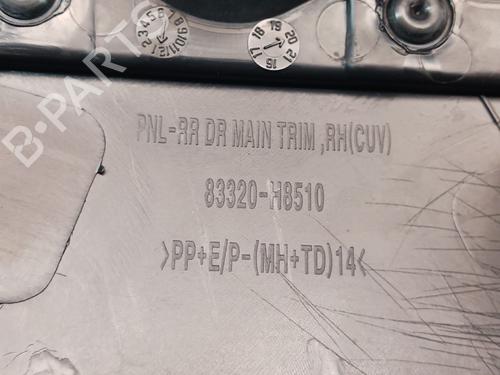 PNL-RR DR MAIN TRIM ,RH(CUV)
83320-H8510
>PP+E/P-(MH+TD)14<
B-PARTS